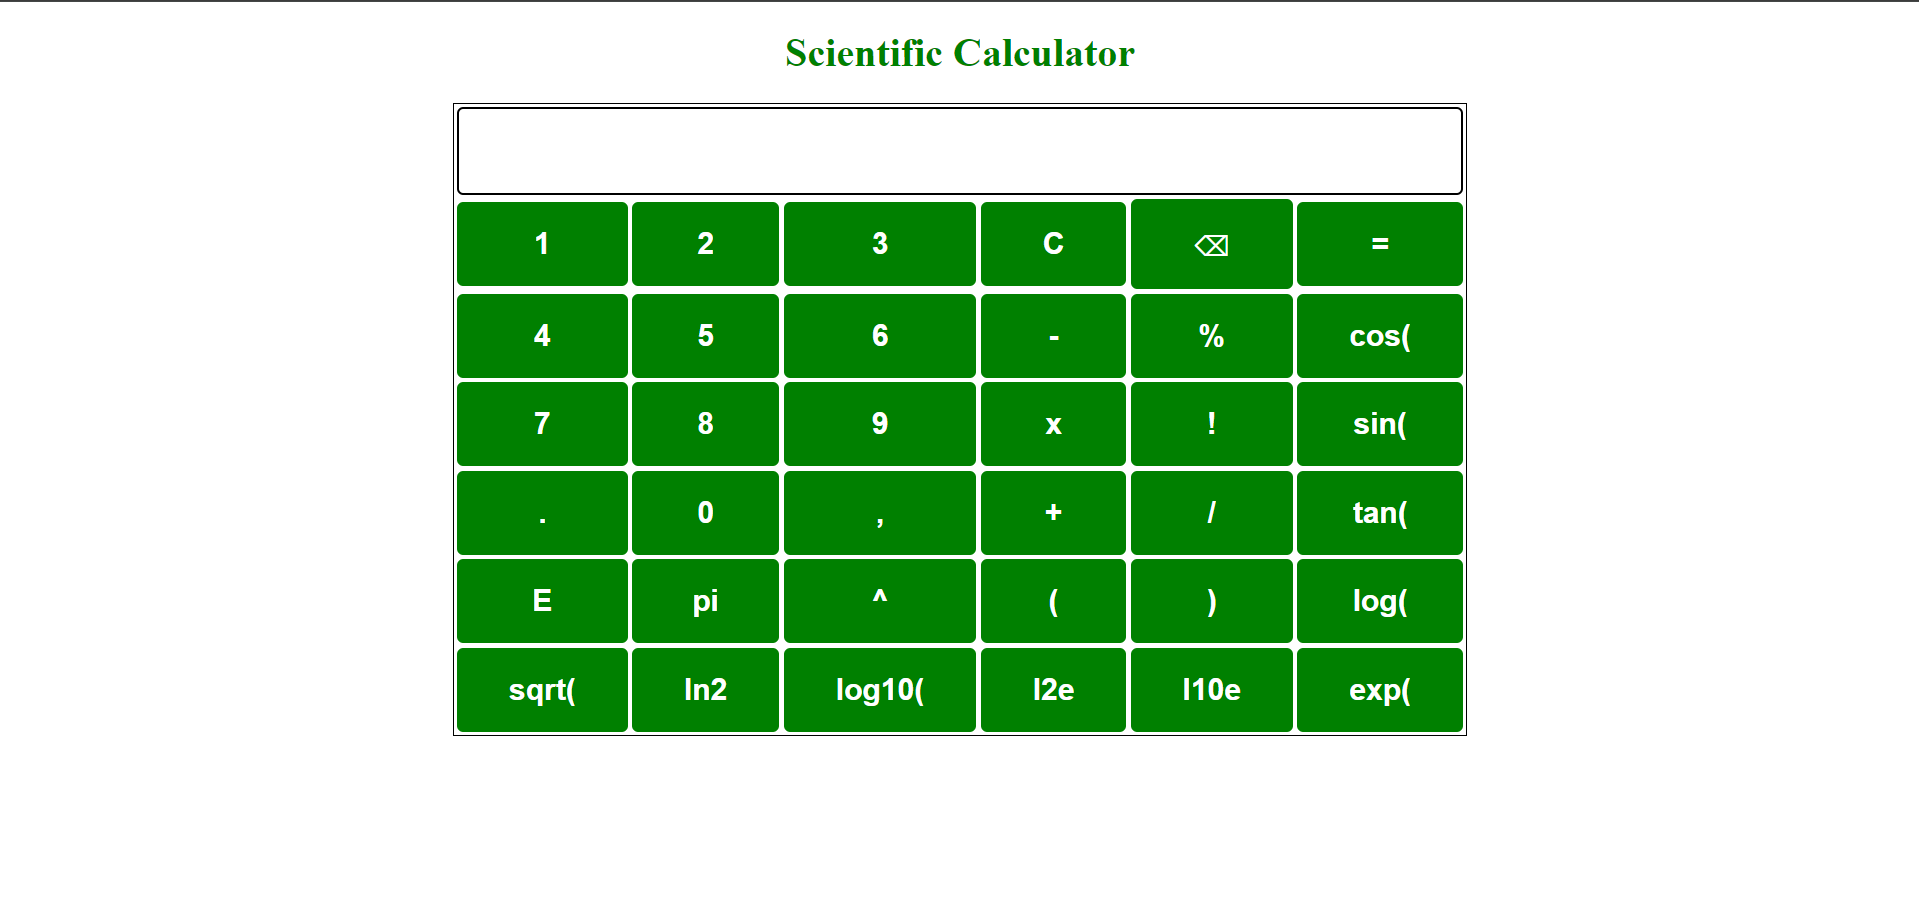 Scientific Calculator
1 2 3 C ⌫ =
4 5 6 - % cos(
7 8 9 x ! sin(
. 0 , + / tan(
E pi ^ ( ) log(
sqrt( ln2 log10( l2e l10e exp(